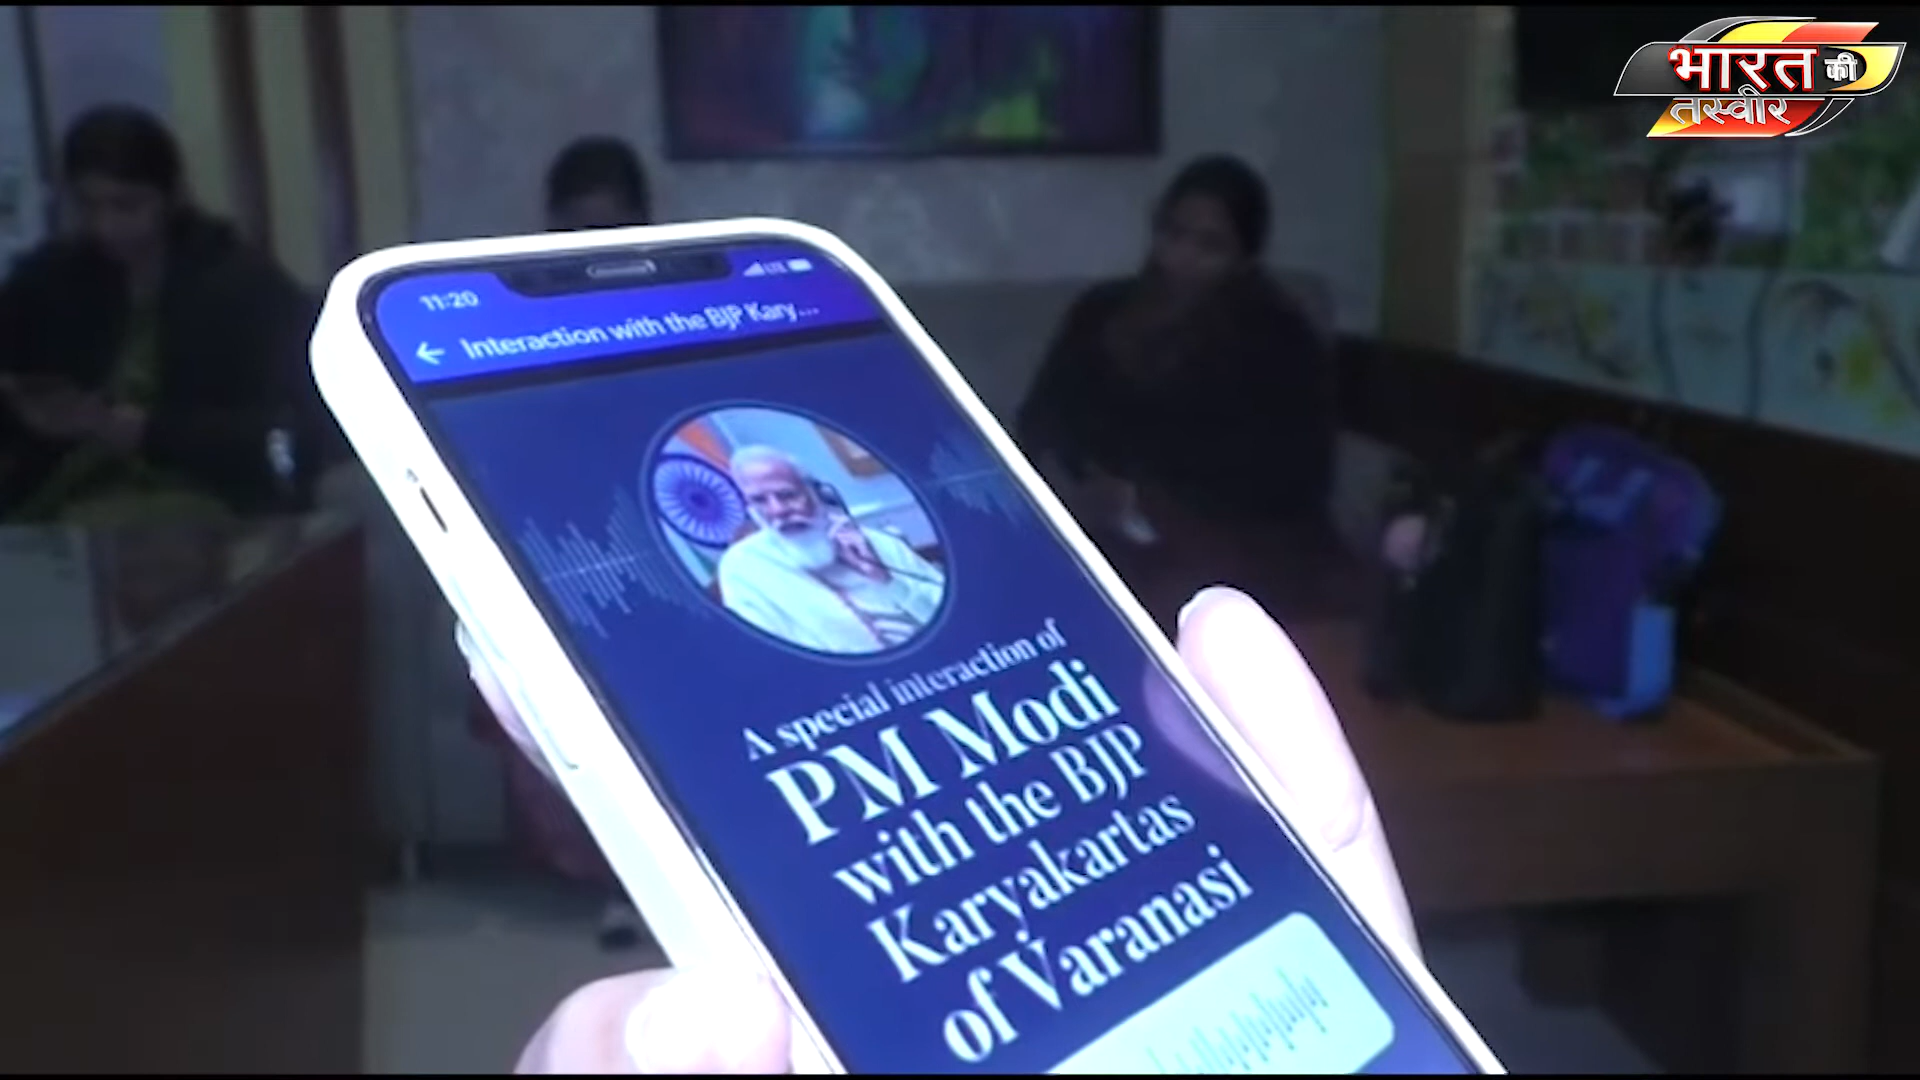 भारत की
तस्वीर
11:20
LTE
← Interaction with the BJP Kary...
A special interaction of
PM Modi
with the BJP
Karyakartas
of Varanasi